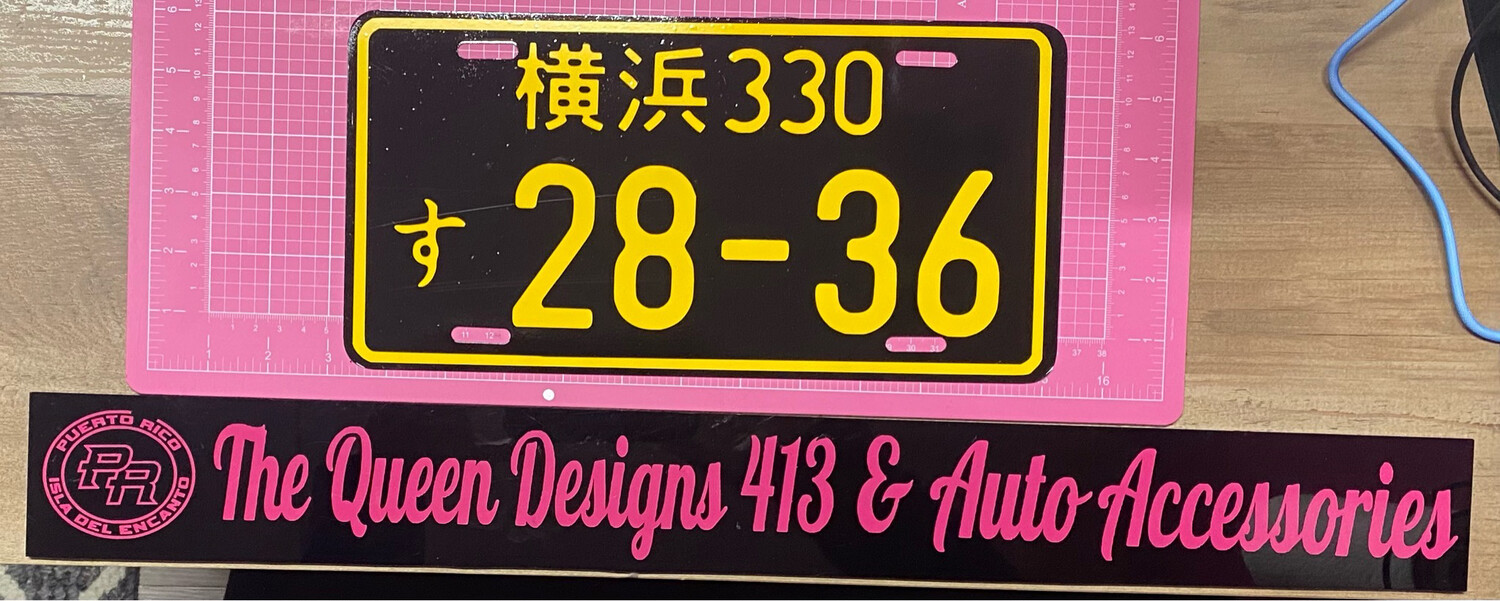 横浜330
す 28-36
PUERTO RICO
PR
ISLA DEL ENCANTO
The Queen Designs 413 & Auto Accessories